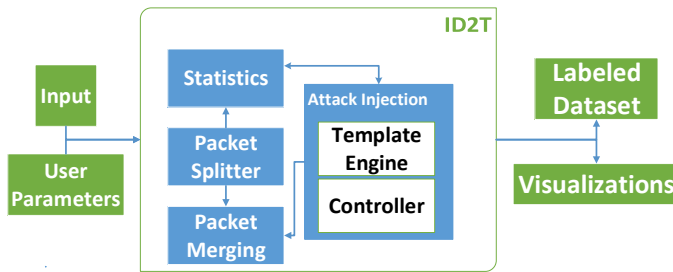 ID2T
Input
User
Parameters
Statistics
Packet
Splitter
Packet
Merging
Attack Injection
Template
Engine
Controller
Labeled
Dataset
Visualizations